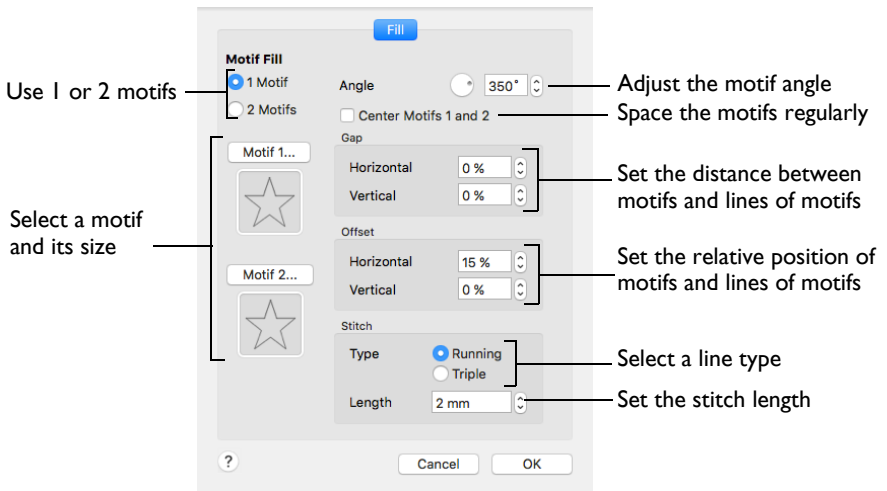 Fill
Motif Fill
1 Motif
2 Motifs
Use 1 or 2 motifs
Motif 1...
Motif 2...
Select a motif
and its size
Angle
350°
Adjust the motif angle
Center Motifs 1 and 2
Space the motifs regularly
Gap
Horizontal
0 %
Vertical
0 %
Set the distance between
motifs and lines of motifs
Offset
Horizontal
15 %
Vertical
0 %
Set the relative position of
motifs and lines of motifs
Stitch
Type
Running
Triple
Select a line type
Length
2 mm
Set the stitch length
?
Cancel
OK